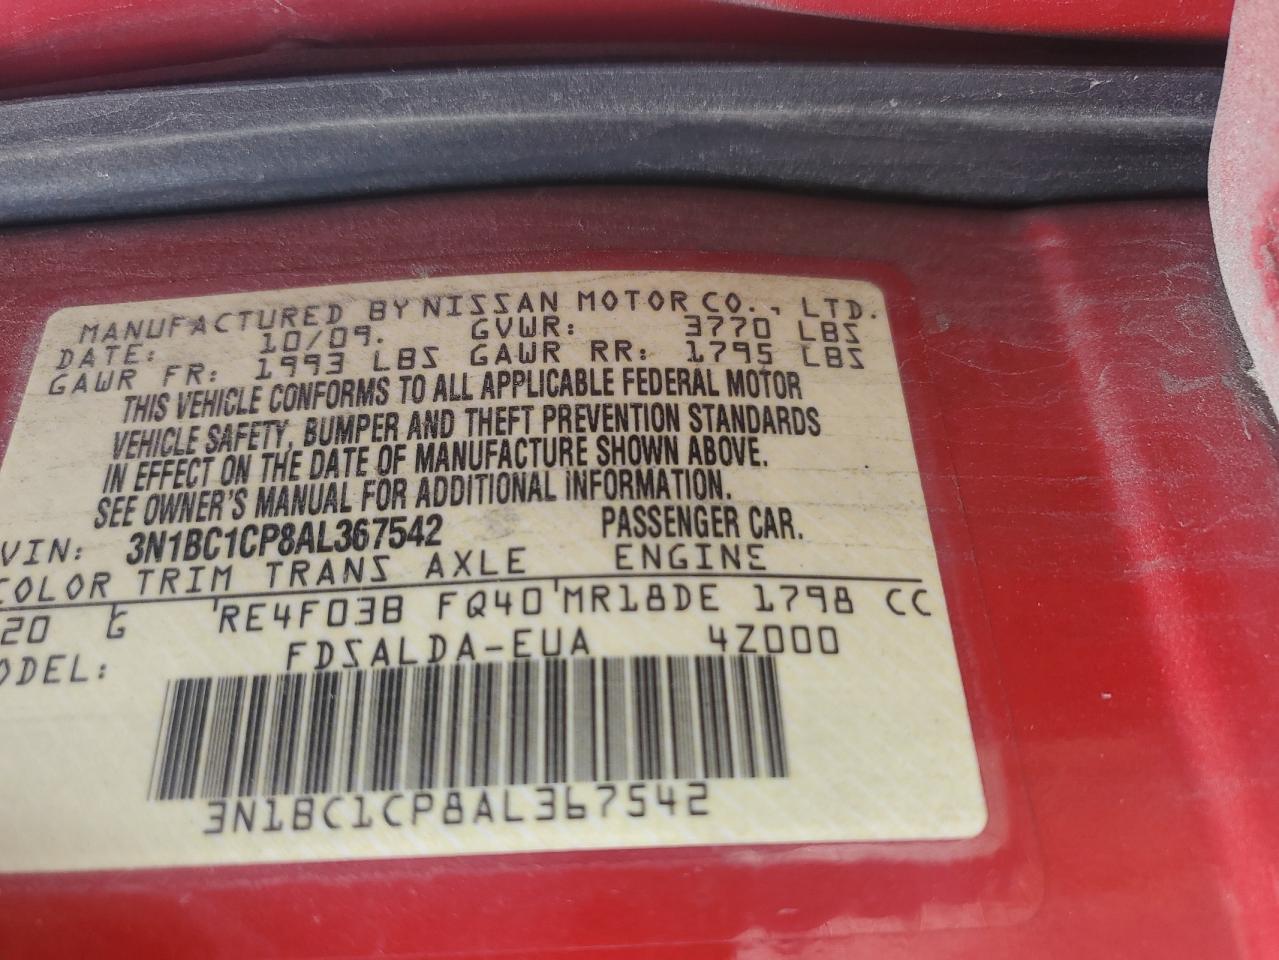 MANUFACTURED BY NISSAN MOTOR CO., LTD.
DATE: 10/09. GVWR: 3770 LBS
GAWR FR: 1993 LBS GAWR RR: 1795 LBS
THIS VEHICLE CONFORMS TO ALL APPLICABLE FEDERAL MOTOR
VEHICLE SAFETY, BUMPER AND THEFT PREVENTION STANDARDS
IN EFFECT ON THE DATE OF MANUFACTURE SHOWN ABOVE.
SEE OWNER'S MANUAL FOR ADDITIONAL INFORMATION.
VIN: 3N1BC1CP8AL367542 PASSENGER CAR.
COLOR TRIM TRANS AXLE ENGINE
20 G RE4F03B FQ40 MR18DE 1798 CC
ODEL: FDSALDA-EUA 4Z000
3N1BC1CP8AL367542